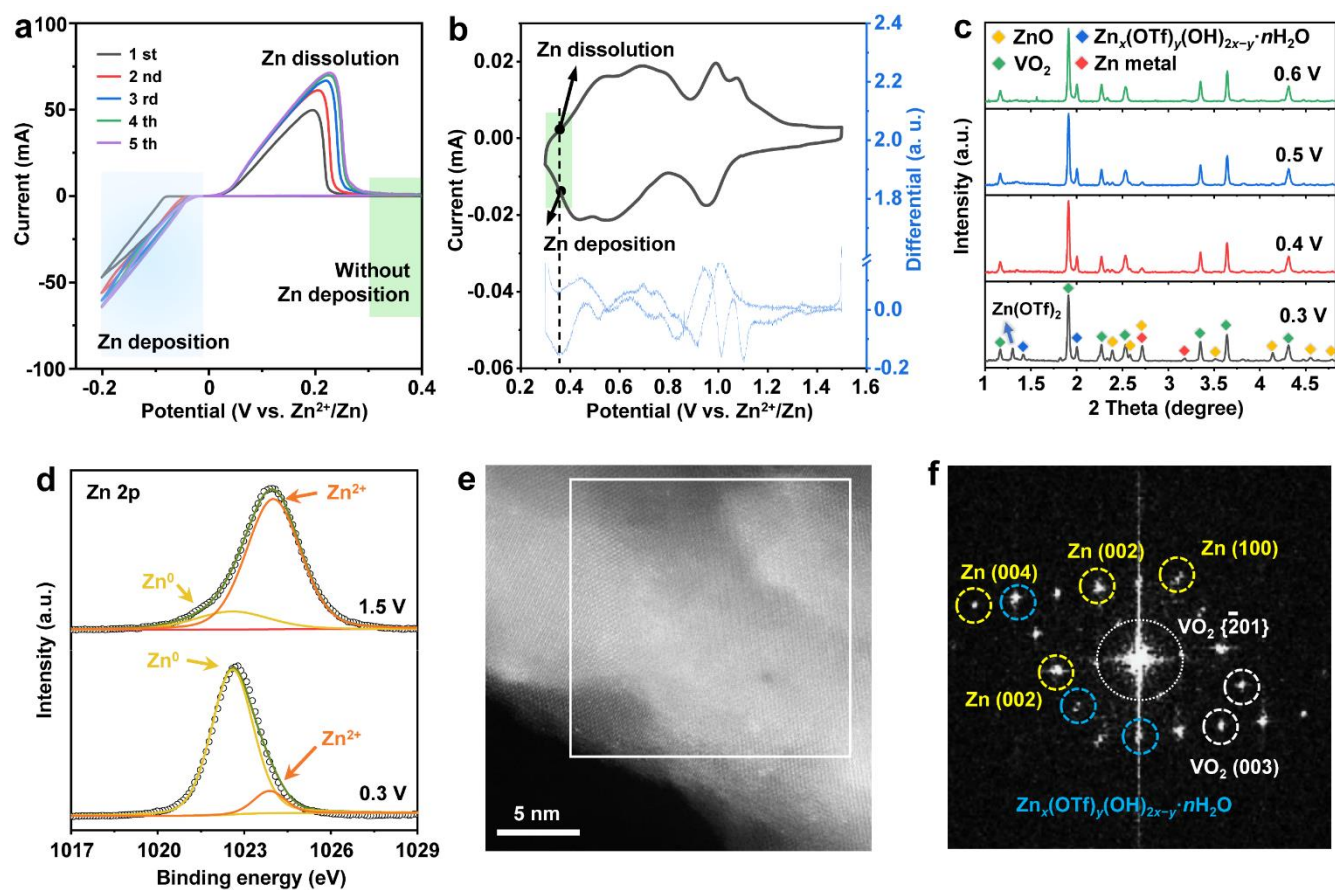 a
1 st
2 nd
3 rd
4 th
5 th
Zn dissolution
Without
Zn deposition
Zn deposition
100
50
0
-50
-100
Current (mA)
-0.2
0
0.2
0.4
Potential (V vs. Zn²⁺/Zn)
b
Zn dissolution
Zn deposition
0.02
0.00
-0.02
-0.04
-0.06
Current (mA)
2.4
2.2
2.0
1.8
0.0
-0.2
Differential (a. u.)
0.2
0.4
0.6
0.8
1.0
1.2
1.4
1.6
Potential (V vs. Zn²⁺/Zn)
c
ZnO
Znₓ(OTf)ᵧ(OH)₂ₓ₋ᵧ·nH₂O
VO₂
Zn metal
0.6 V
0.5 V
0.4 V
Zn(OTf)₂
0.3 V
Intensity (a.u.)
1
1.5
2
2.5
3
3.5
4
4.5
2 Theta (degree)
d
Zn 2p
Zn²⁺
Zn⁰
1.5 V
Zn⁰
Zn²⁺
0.3 V
Intensity (a.u.)
1017
1020
1023
1026
1029
Binding energy (eV)
e
5 nm
f
Zn (002)
Zn (100)
Zn (004)
VO₂ {2̄01}
Zn (002)
VO₂ (003)
Znₓ(OTf)ᵧ(OH)₂ₓ₋ᵧ·nH₂O